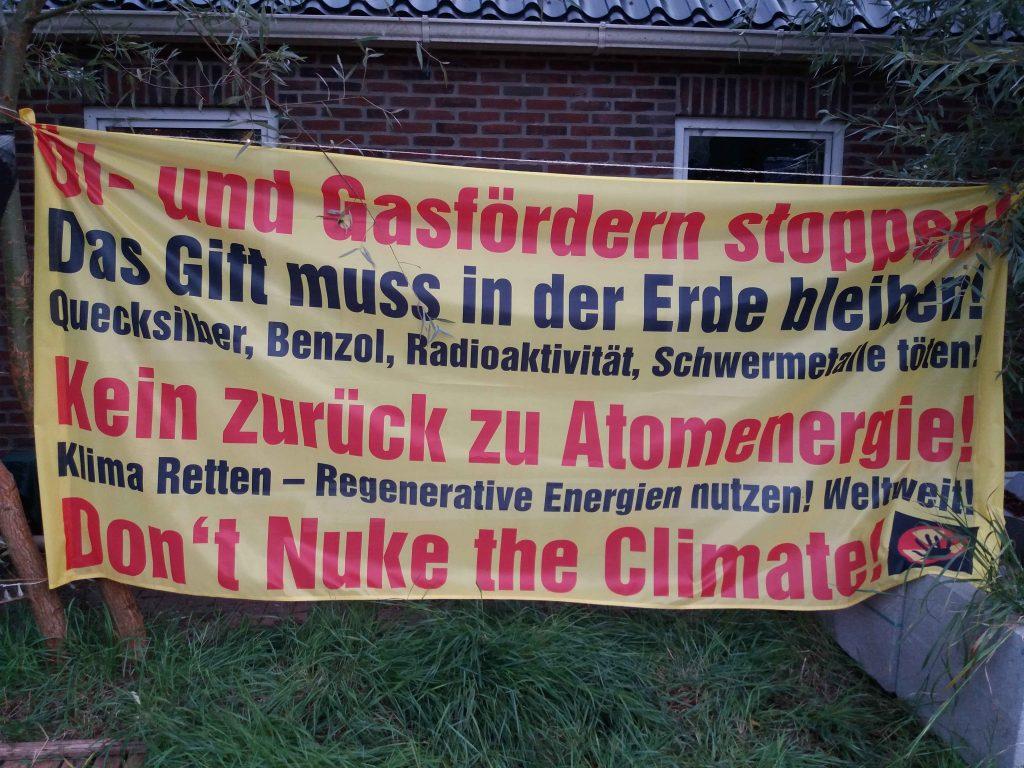 Öl- und Gasfördern stoppen!
Das Gift muss in der Erde bleiben!
Quecksilber, Benzol, Radioaktivität, Schwermetalle töten!
Kein zurück zu Atomenergie!
Klima Retten – Regenerative Energien nutzen! Weltweit!
Don‘t Nuke the Climate!